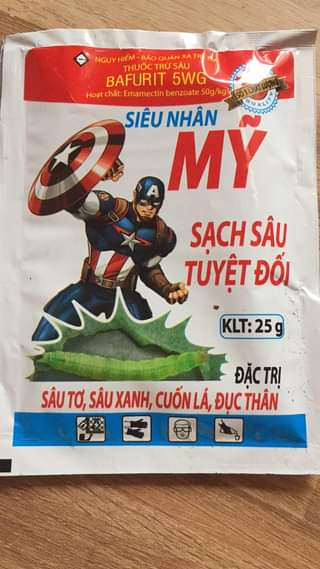 NGUY HIỂM - BẢO QUẢN XA TRẺ
THUỐC TRỪ SÂU
BAFURIT 5WG
Hoạt chất: Emamectin benzoate 50g/kg
QUALITY
SIÊU NHÂN
MỸ
SẠCH SÂU
TUYỆT ĐỐI
KLT: 25 g
ĐẶC TRỊ
SÂU TƠ, SÂU XANH, CUỐN LÁ, ĐỤC THÂN